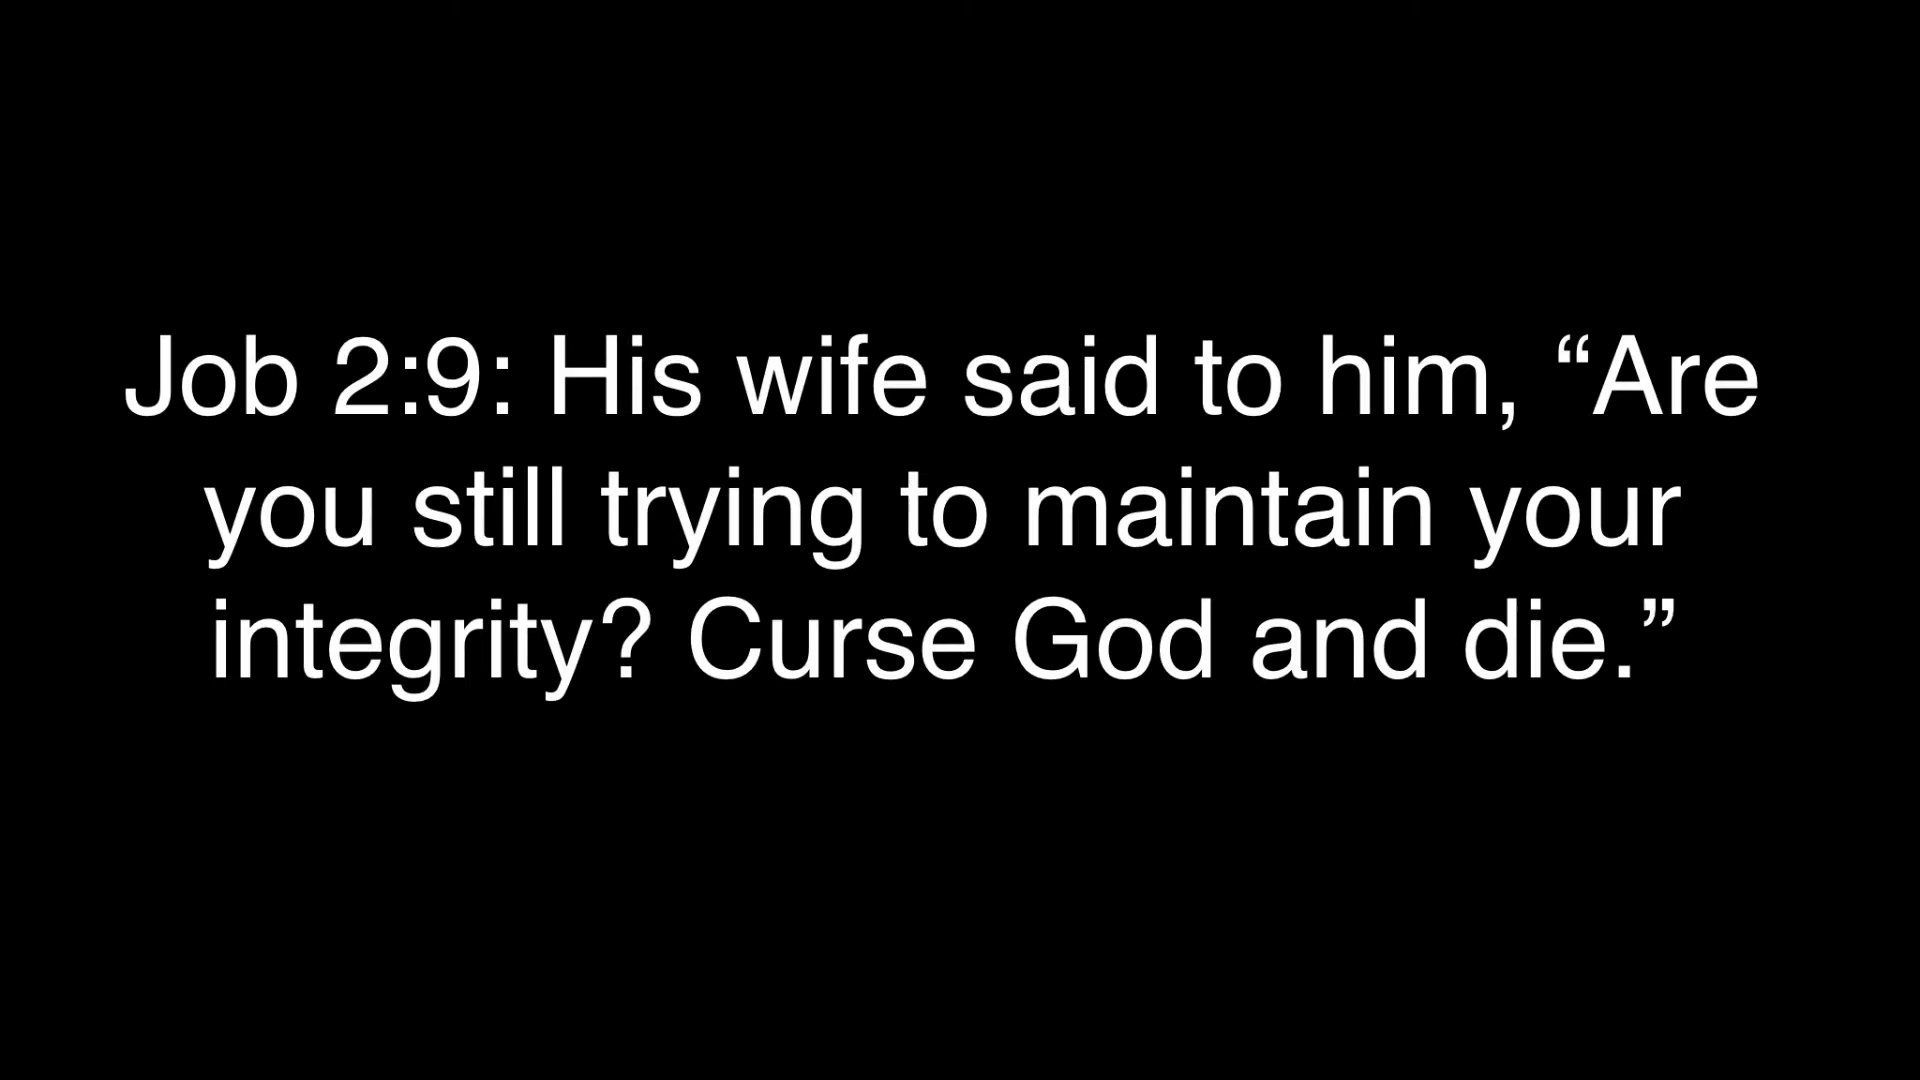 Job 2:9: His wife said to him, “Are
you still trying to maintain your
integrity? Curse God and die.”